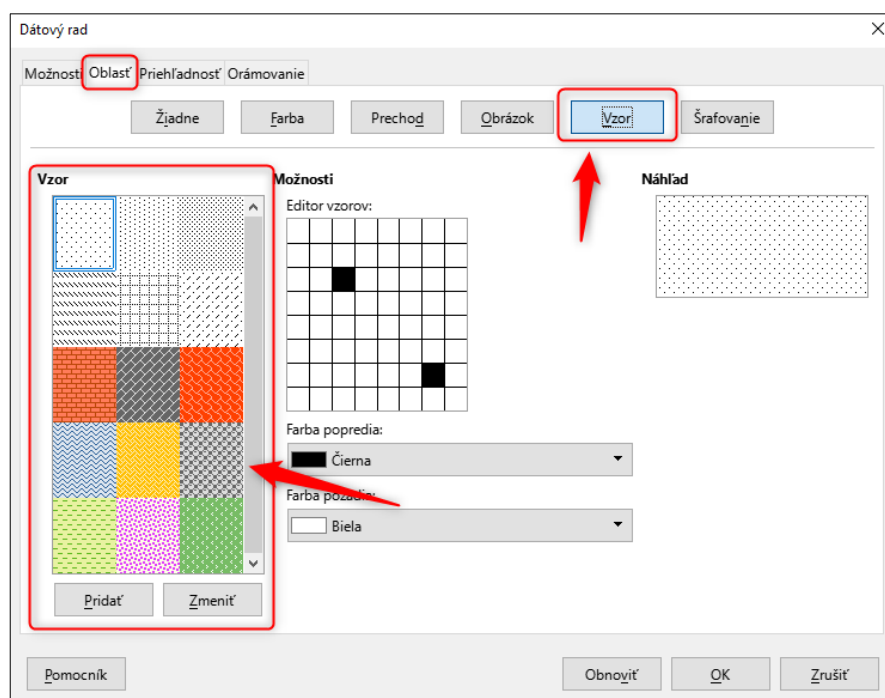 Dátový rad
Možnosti Oblasť Priehľadnosť Orámovanie
Žiadne Farba Prechod Obrázok Vzor Šrafovanie
Vzor Možnosti Náhľad
Editor vzorov:
Farba popredia:
Čierna
Farba pozadia:
Biela
Pridať Zmeniť
Pomocník Obnoviť OK Zrušiť